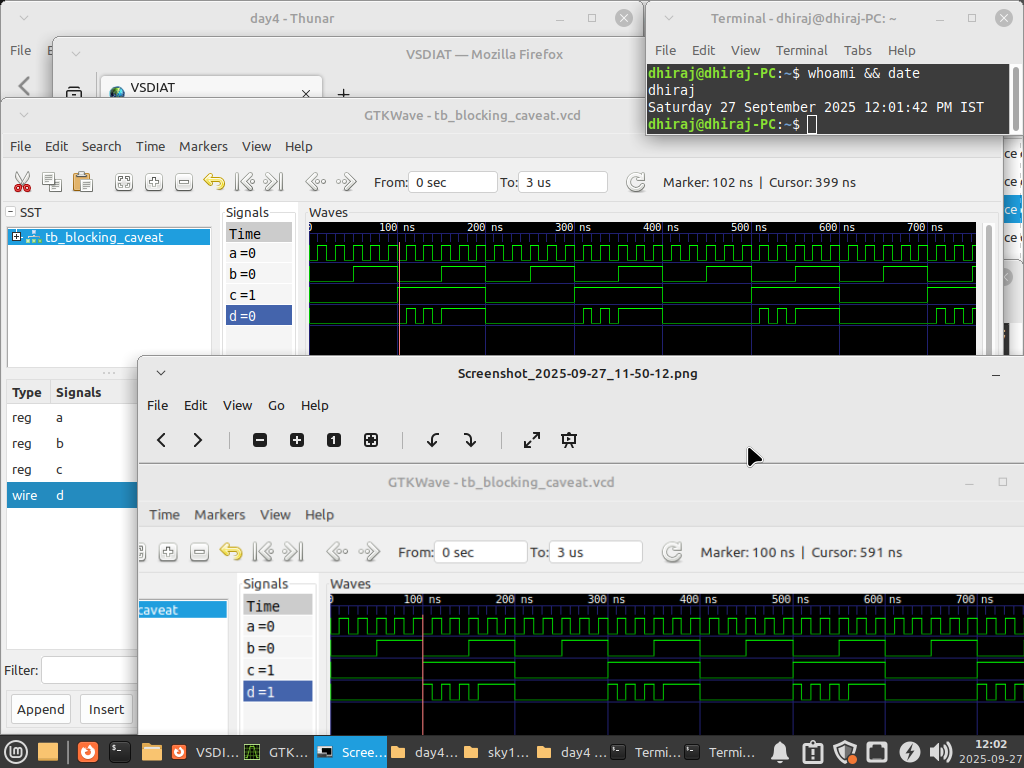 day4 - Thunar
File
VSDIAT — Mozilla Firefox
VSDIAT
Terminal - dhiraj@dhiraj-PC: ~
File Edit View Terminal Tabs Help
dhiraj@dhiraj-PC:~$ whoami && date
dhiraj
Saturday 27 September 2025 12:01:42 PM IST
dhiraj@dhiraj-PC:~$
GTKWave - tb_blocking_caveat.vcd
File Edit Search Time Markers View Help
From: 0 sec To: 3 us Marker: 102 ns | Cursor: 399 ns
SST
tb_blocking_caveat
Signals
Time
a=0
b=0
c=1
d=0
Waves
100 ns 200 ns 300 ns 400 ns 500 ns 600 ns 700 ns
Type Signals
reg a
reg b
reg c
wire d
Filter:
Append Insert
Screenshot_2025-09-27_11-50-12.png
File Edit View Go Help
GTKWave - tb_blocking_caveat.vcd
Time Markers View Help
From: 0 sec To: 3 us Marker: 100 ns | Cursor: 591 ns
caveat
Signals
Time
a=0
b=0
c=1
d=1
Waves
100 ns 200 ns 300 ns 400 ns 500 ns 600 ns 700 ns
VSDI... GTK... Scree... day4... sky1... day4 ... Termi... Termi...
12:02
2025-09-27